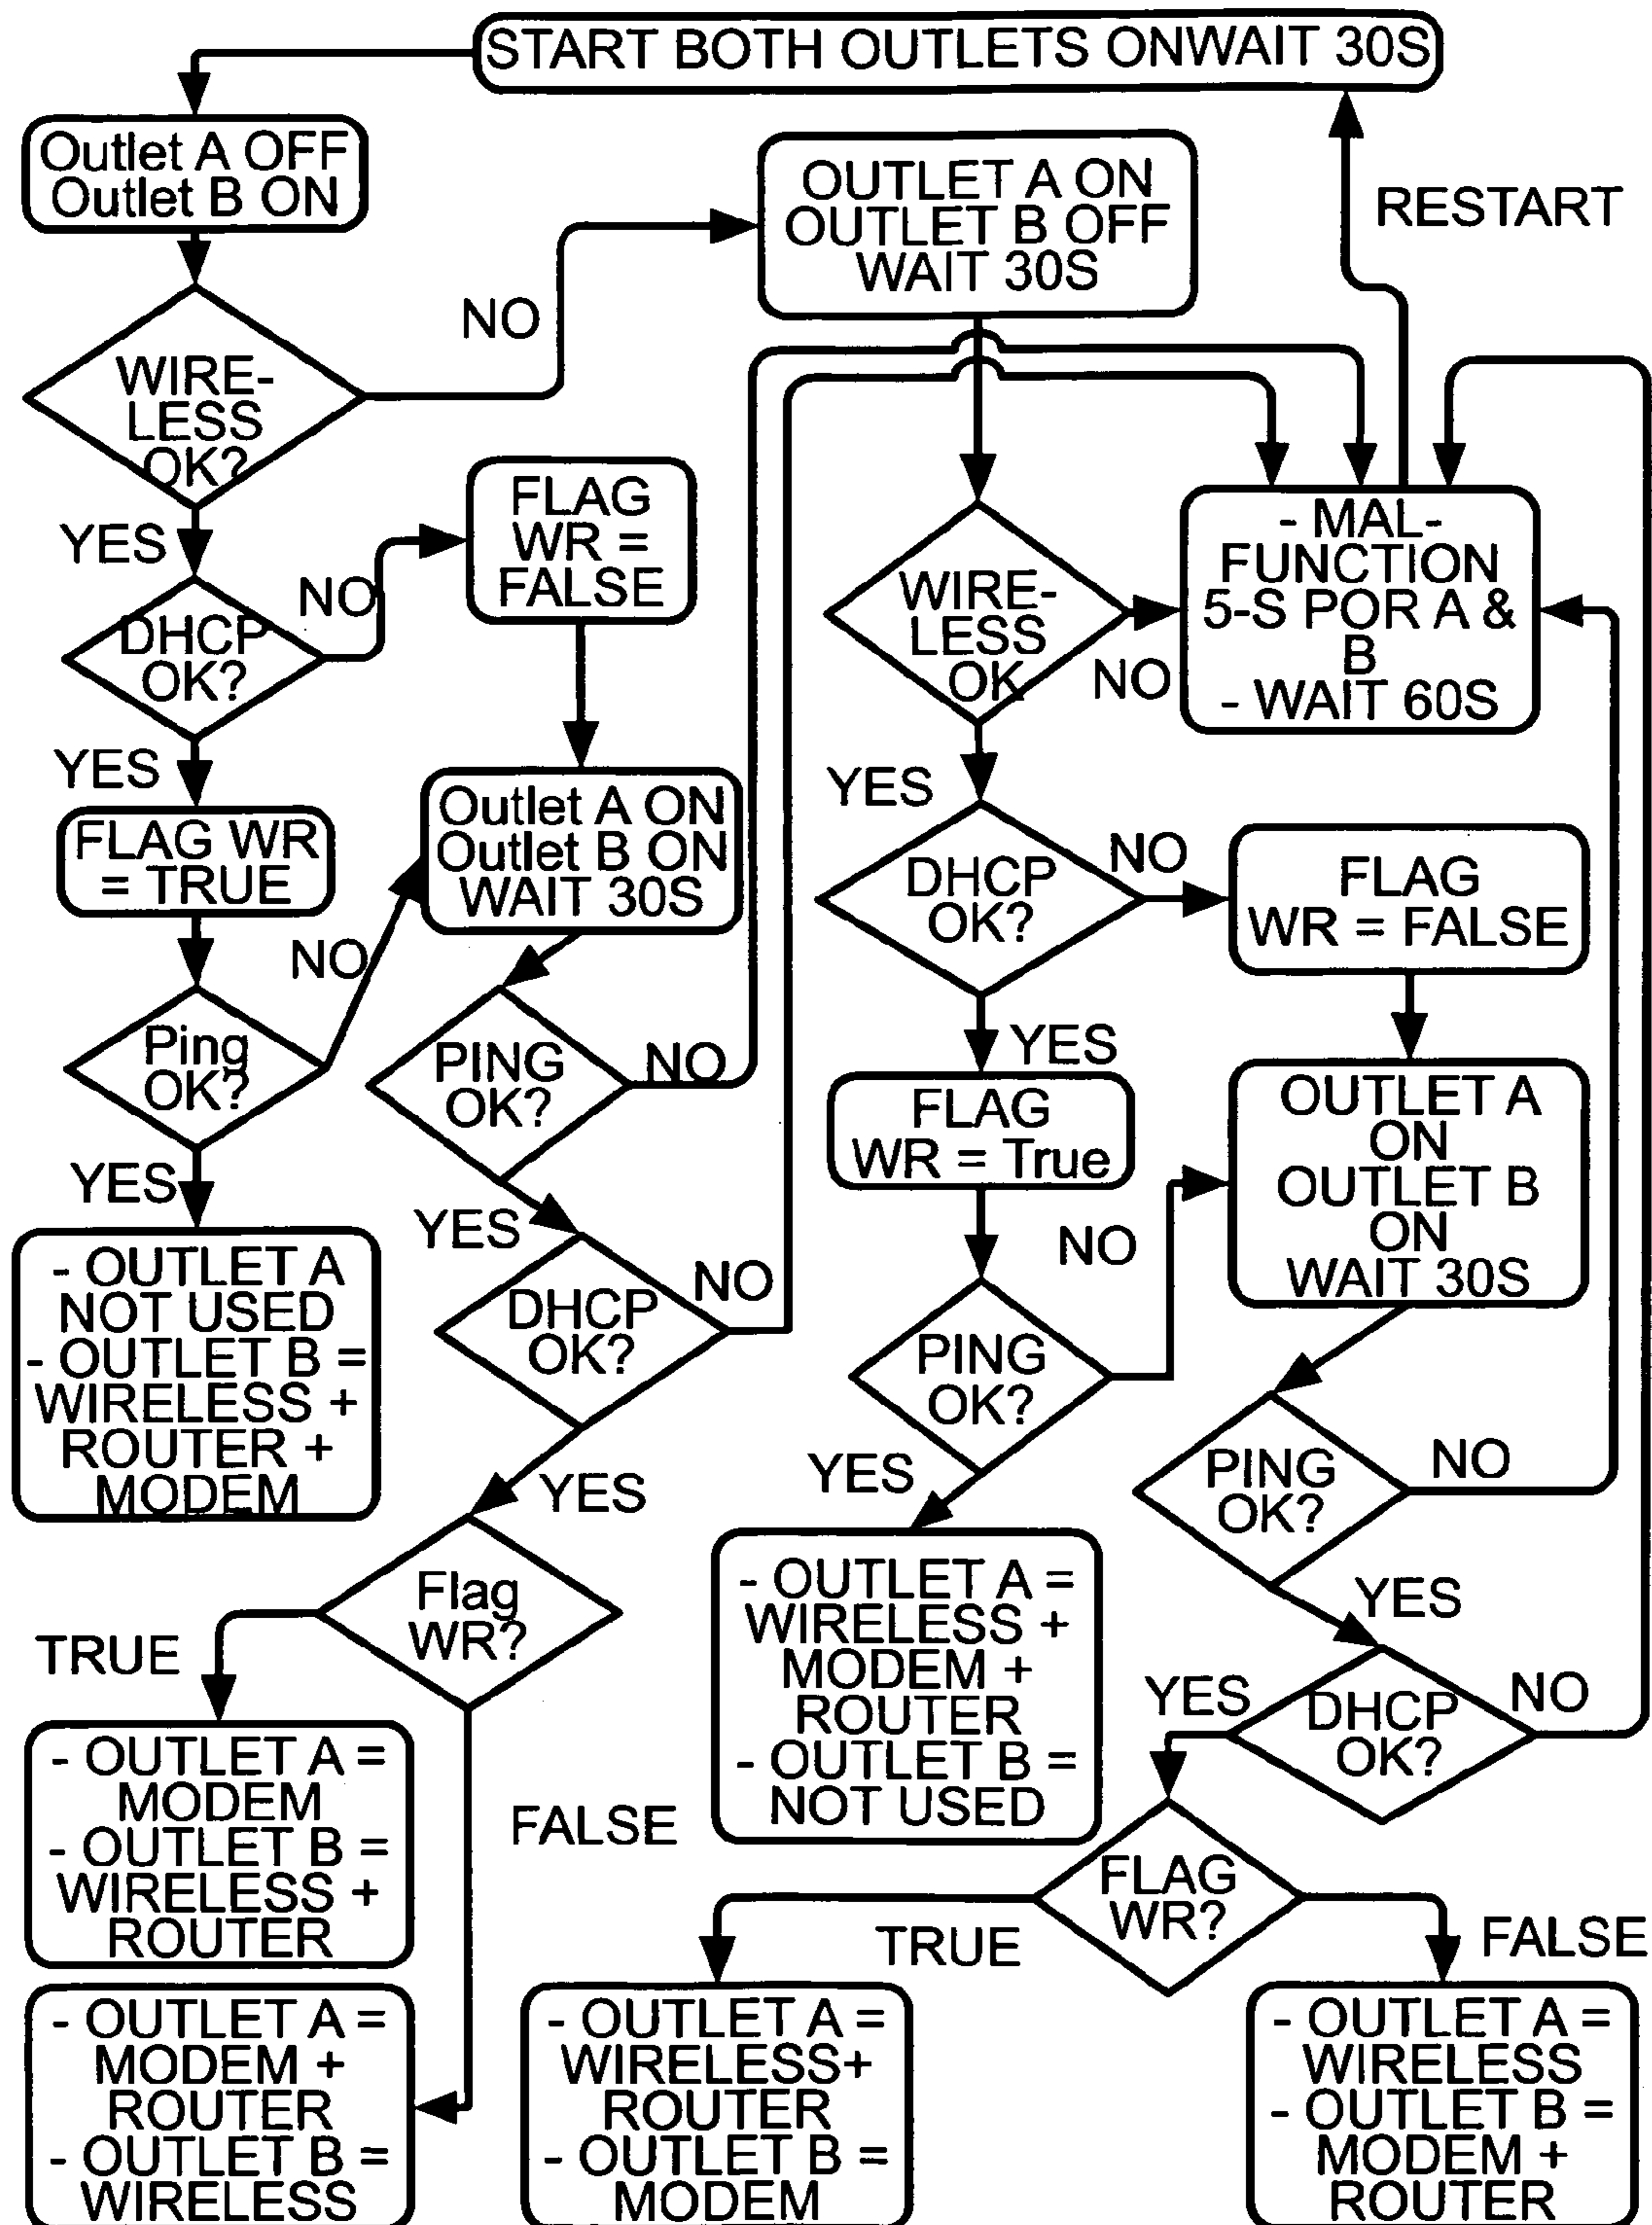 START BOTH OUTLETS ONWAIT 30S
Outlet A OFF
Outlet B ON
OUTLET A ON
OUTLET B OFF
WAIT 30S
RESTART
NO
WIRE-
LESS
OK?
YES
FLAG
WR =
FALSE
NO
DHCP
OK?
- MAL-
FUNCTION
5-S POR A &
B
- WAIT 60S
WIRE-
LESS
OK
NO
YES
FLAG WR
= TRUE
Outlet A ON
Outlet B ON
WAIT 30S
YES
DHCP
OK?
NO
FLAG
WR = FALSE
NO
Ping
OK?
PING
OK?
NO
YES
FLAG
WR = True
OUTLET A
ON
OUTLET B
ON
WAIT 30S
YES
- OUTLET A
NOT USED
- OUTLET B =
WIRELESS +
ROUTER +
MODEM
YES
DHCP
OK?
NO
NO
PING
OK?
YES
YES
PING
OK?
NO
Flag
WR?
TRUE
- OUTLET A =
WIRELESS +
MODEM +
ROUTER
- OUTLET B =
NOT USED
YES
YES
DHCP
OK?
NO
- OUTLET A =
MODEM
- OUTLET B =
WIRELESS +
ROUTER
FALSE
FLAG
WR?
TRUE
FALSE
- OUTLET A =
MODEM +
ROUTER
- OUTLET B =
WIRELESS
- OUTLET A =
WIRELESS+
ROUTER
- OUTLET B =
MODEM
- OUTLET A =
WIRELESS
- OUTLET B =
MODEM +
ROUTER